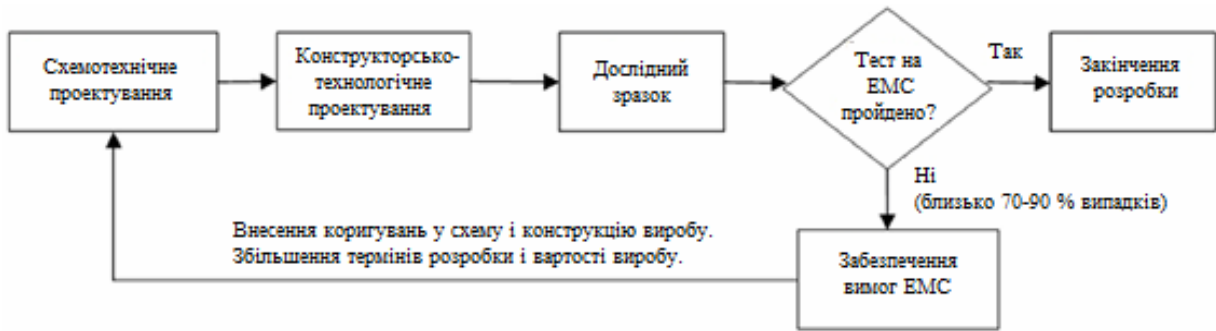 Схемотехнічне
проектування
Конструкторсько-
технологічне
проектування
Дослідний
зразок
Тест на
ЕМС
пройдено?
Так
Закінчення
розробки
Ні
(близько 70-90 % випадків)
Внесення коригувань у схему і конструкцію виробу.
Збільшення термінів розробки і вартості виробу.
Забезпечення
вимог ЕМС